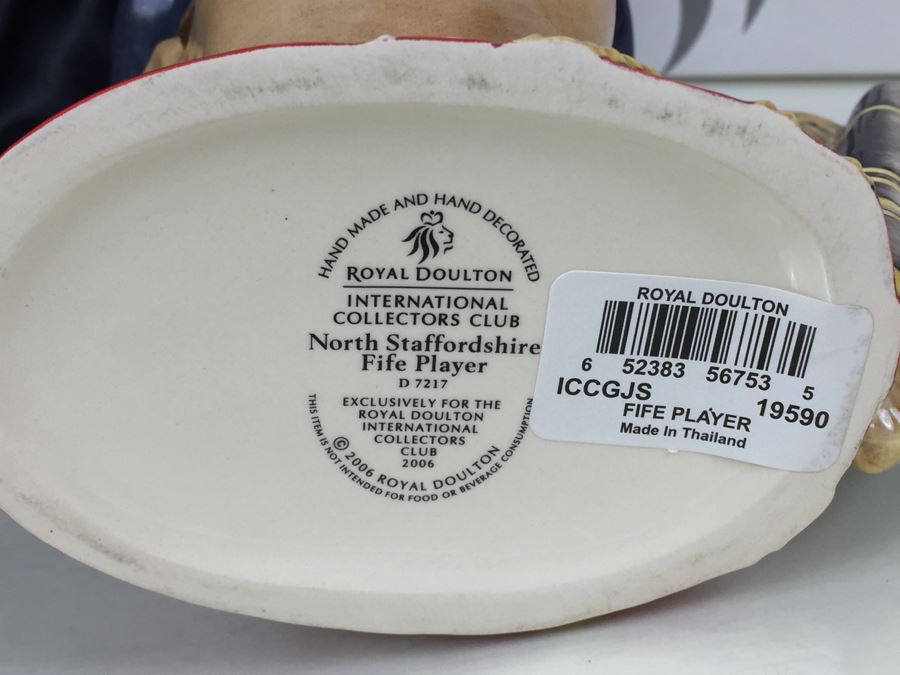 HAND MADE AND HAND DECORATED
ROYAL DOULTON
INTERNATIONAL
COLLECTORS CLUB
North Staffordshire
Fife Player
D 7217
EXCLUSIVELY FOR THE
ROYAL DOULTON
INTERNATIONAL
COLLECTORS
CLUB
2006
© 2006 ROYAL DOULTON
THIS ITEM IS NOT INTENDED FOR FOOD OR BEVERAGE CONSUMPTION
ROYAL DOULTON
6 52383 56753 5
ICCGJS 19590
FIFE PLAYER
Made In Thailand